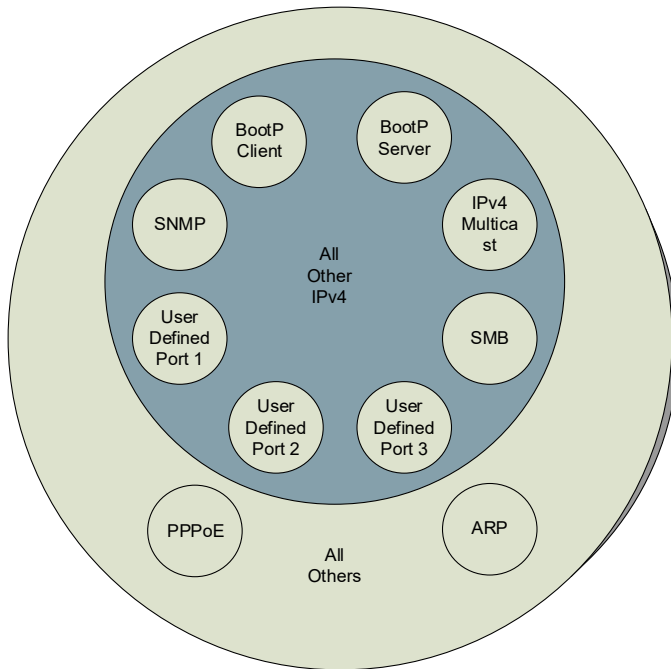 BootP
Client
BootP
Server
SNMP
IPv4
Multica
st
All
Other
IPv4
User
Defined
Port 1
SMB
User
Defined
Port 2
User
Defined
Port 3
PPPoE
ARP
All
Others